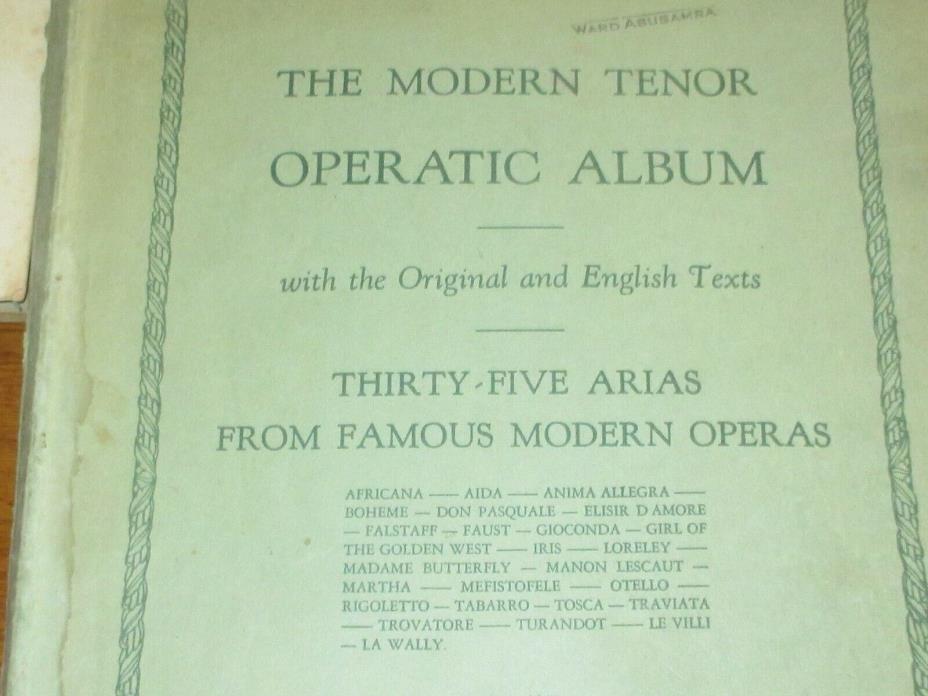 WARD ABUSAMRA
THE MODERN TENOR
OPERATIC ALBUM
with the Original and English Texts
THIRTY-FIVE ARIAS
FROM FAMOUS MODERN OPERAS
AFRICANA — AIDA — ANIMA ALLEGRA —
BOHEME — DON PASQUALE — ELISIR D AMORE
— FALSTAFF — FAUST — GIOCONDA — GIRL OF
THE GOLDEN WEST — IRIS — LORELEY —
MADAME BUTTERFLY — MANON LESCAUT —
MARTHA — MEFISTOFELE — OTELLO —
RIGOLETTO — TABARRO — TOSCA — TRAVIATA
— TROVATORE — TURANDOT — LE VILLI
— LA WALLY.